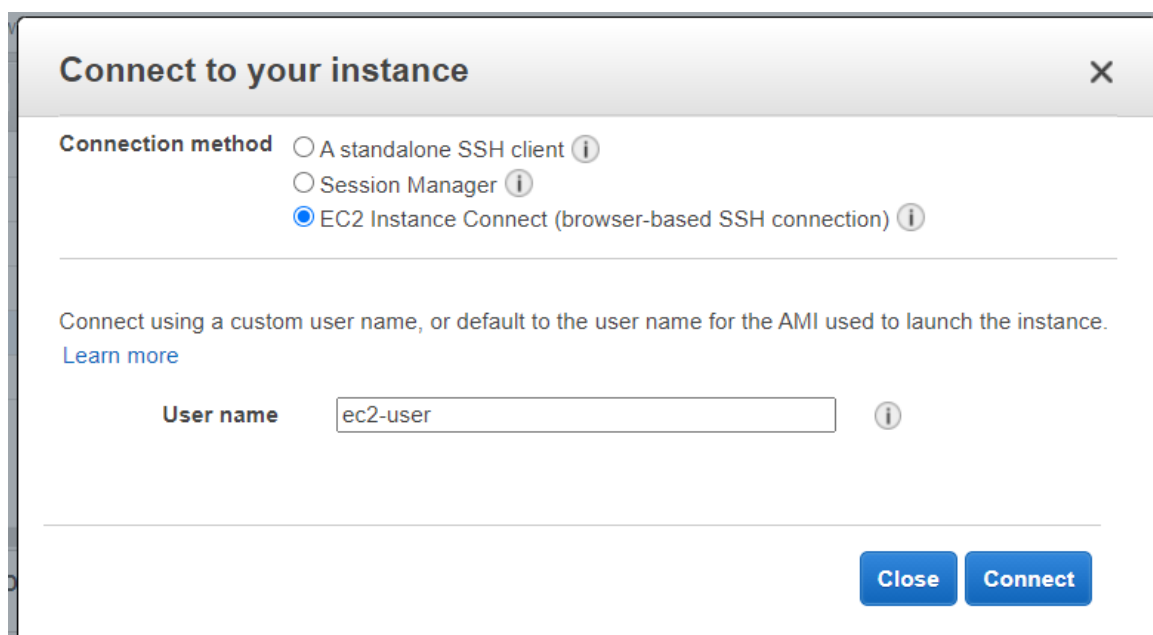 Connect to your instance
Connection method
A standalone SSH client
Session Manager
EC2 Instance Connect (browser-based SSH connection)
Connect using a custom user name, or default to the user name for the AMI used to launch the instance.
Learn more
User name
ec2-user
Close
Connect